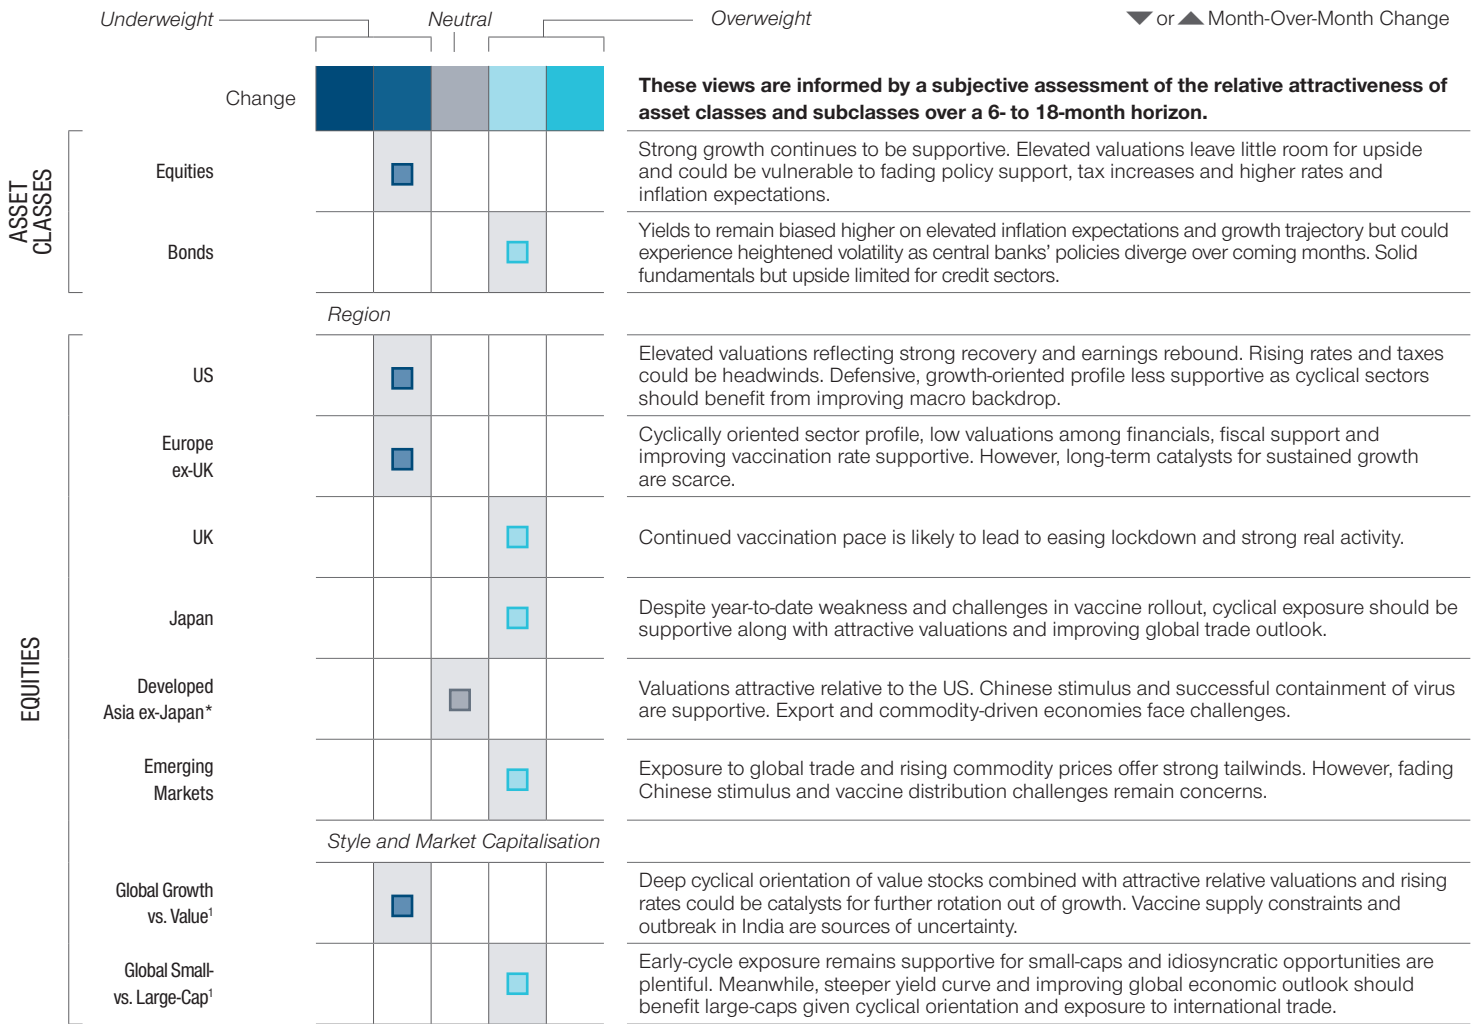 Underweight
Neutral
Overweight
▼ or ▲ Month-Over-Month Change
Change
These views are informed by a subjective assessment of the relative attractiveness of
asset classes and subclasses over a 6- to 18-month horizon.
ASSET
CLASSES
Equities
Strong growth continues to be supportive. Elevated valuations leave little room for upside
and could be vulnerable to fading policy support, tax increases and higher rates and
inflation expectations.
Bonds
Yields to remain biased higher on elevated inflation expectations and growth trajectory but could
experience heightened volatility as central banks' policies diverge over coming months. Solid
fundamentals but upside limited for credit sectors.
EQUITIES
Region
US
Elevated valuations reflecting strong recovery and earnings rebound. Rising rates and taxes
could be headwinds. Defensive, growth-oriented profile less supportive as cyclical sectors
should benefit from improving macro backdrop.
Europe
ex-UK
Cyclically oriented sector profile, low valuations among financials, fiscal support and
improving vaccination rate supportive. However, long-term catalysts for sustained growth
are scarce.
UK
Continued vaccination pace is likely to lead to easing lockdown and strong real activity.
Japan
Despite year-to-date weakness and challenges in vaccine rollout, cyclical exposure should be
supportive along with attractive valuations and improving global trade outlook.
Developed
Asia ex-Japan*
Valuations attractive relative to the US. Chinese stimulus and successful containment of virus
are supportive. Export and commodity-driven economies face challenges.
Emerging
Markets
Exposure to global trade and rising commodity prices offer strong tailwinds. However, fading
Chinese stimulus and vaccine distribution challenges remain concerns.
Style and Market Capitalisation
Global Growth
vs. Value¹
Deep cyclical orientation of value stocks combined with attractive relative valuations and rising
rates could be catalysts for further rotation out of growth. Vaccine supply constraints and
outbreak in India are sources of uncertainty.
Global Small-
vs. Large-Cap¹
Early-cycle exposure remains supportive for small-caps and idiosyncratic opportunities are
plentiful. Meanwhile, steeper yield curve and improving global economic outlook should
benefit large-caps given cyclical orientation and exposure to international trade.